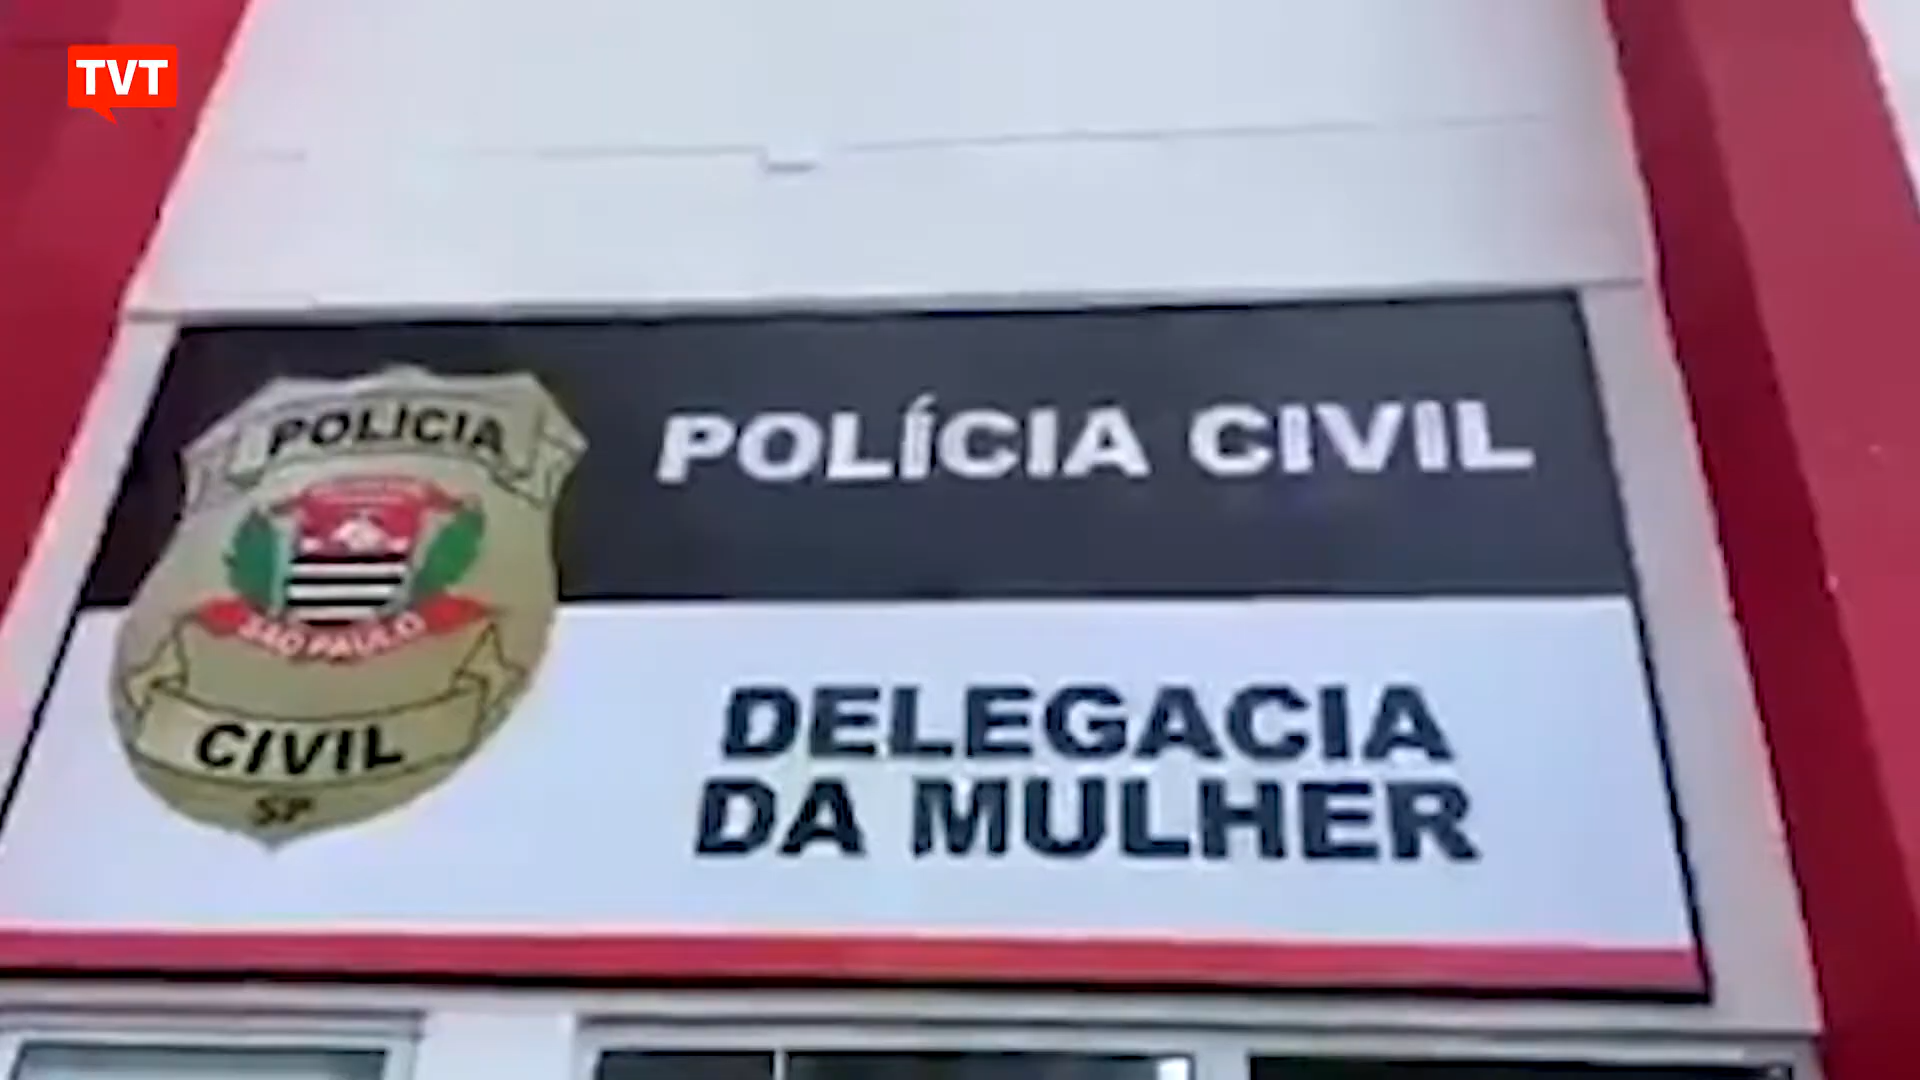 TVT
POLÍCIA CIVIL
POLICIA
SÃO PAULO
CIVIL
SP
DELEGACIA
DA MULHER